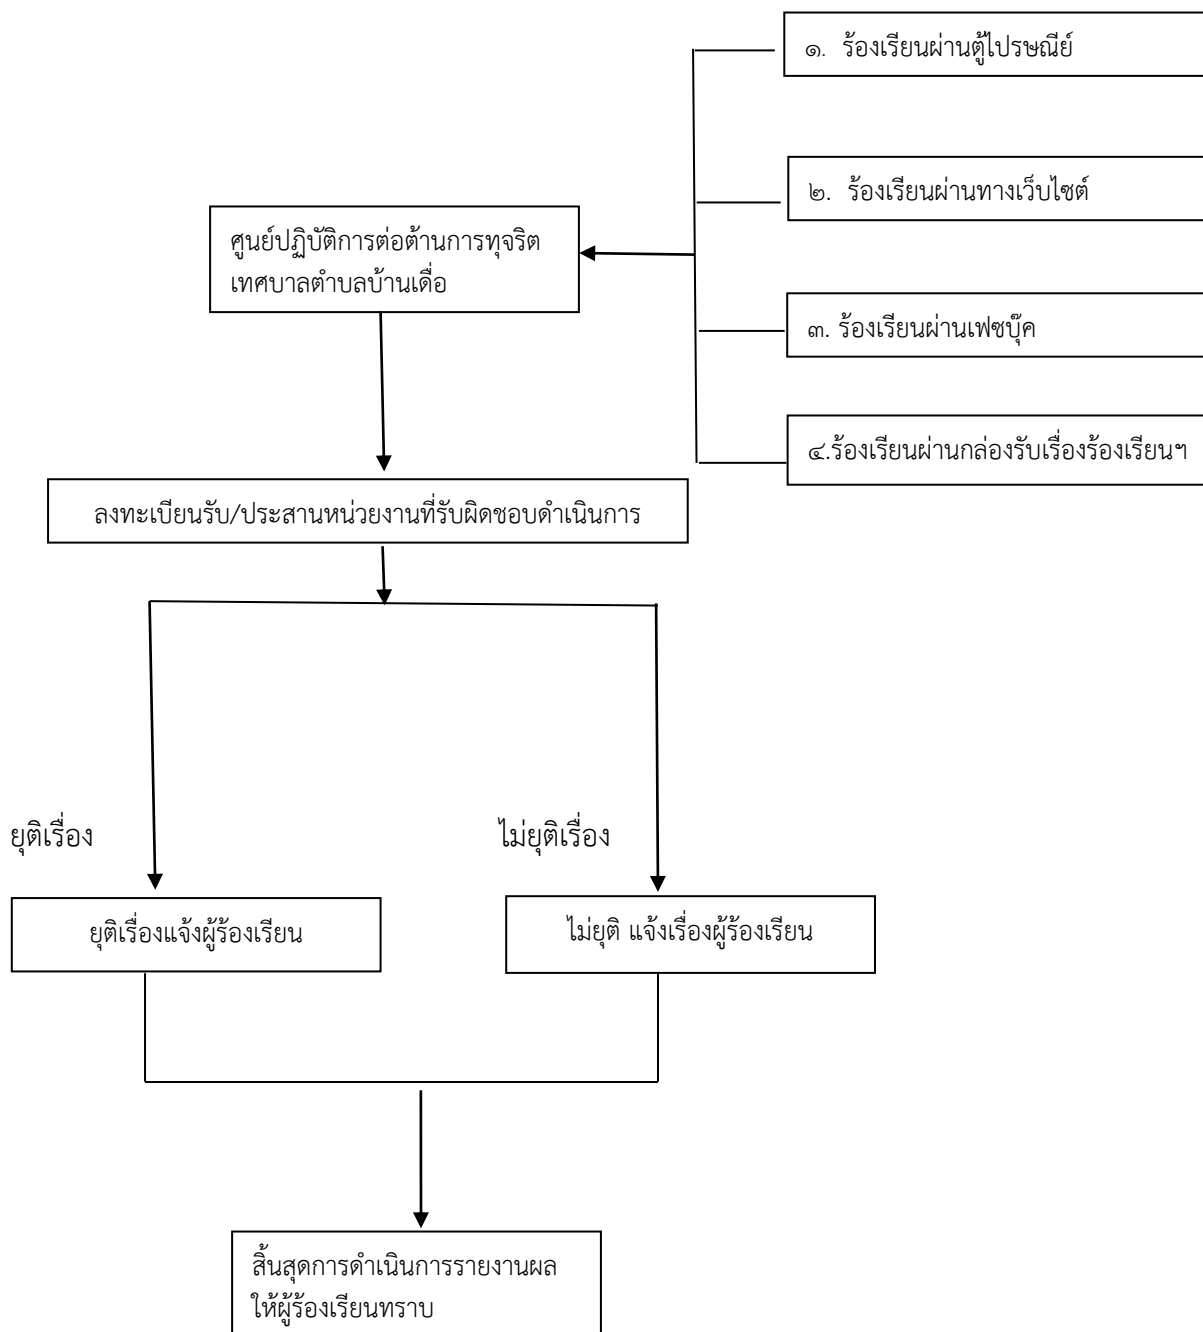 ๑. ร้องเรียนผ่านตู้ไปรษณีย์
๒. ร้องเรียนผ่านทางเว็บไซต์
ศูนย์ปฏิบัติการต่อต้านการทุจริต
เทศบาลตำบลบ้านเดื่อ
๓. ร้องเรียนผ่านเฟซบุ๊ค
๔.ร้องเรียนผ่านกล่องรับเรื่องร้องเรียนฯ
ลงทะเบียนรับ/ประสานหน่วยงานที่รับผิดชอบดำเนินการ
ยุติเรื่อง
ไม่ยุติเรื่อง
ยุติเรื่องแจ้งผู้ร้องเรียน
ไม่ยุติ แจ้งเรื่องผู้ร้องเรียน
สิ้นสุดการดำเนินการรายงานผล
ให้ผู้ร้องเรียนทราบ